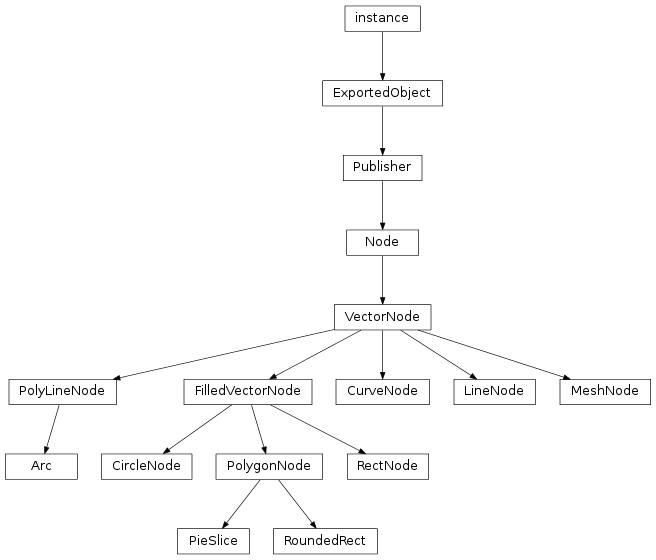 instance
ExportedObject
Publisher
Node
VectorNode
PolyLineNode
FilledVectorNode
CurveNode
LineNode
MeshNode
Arc
CircleNode
PolygonNode
RectNode
PieSlice
RoundedRect